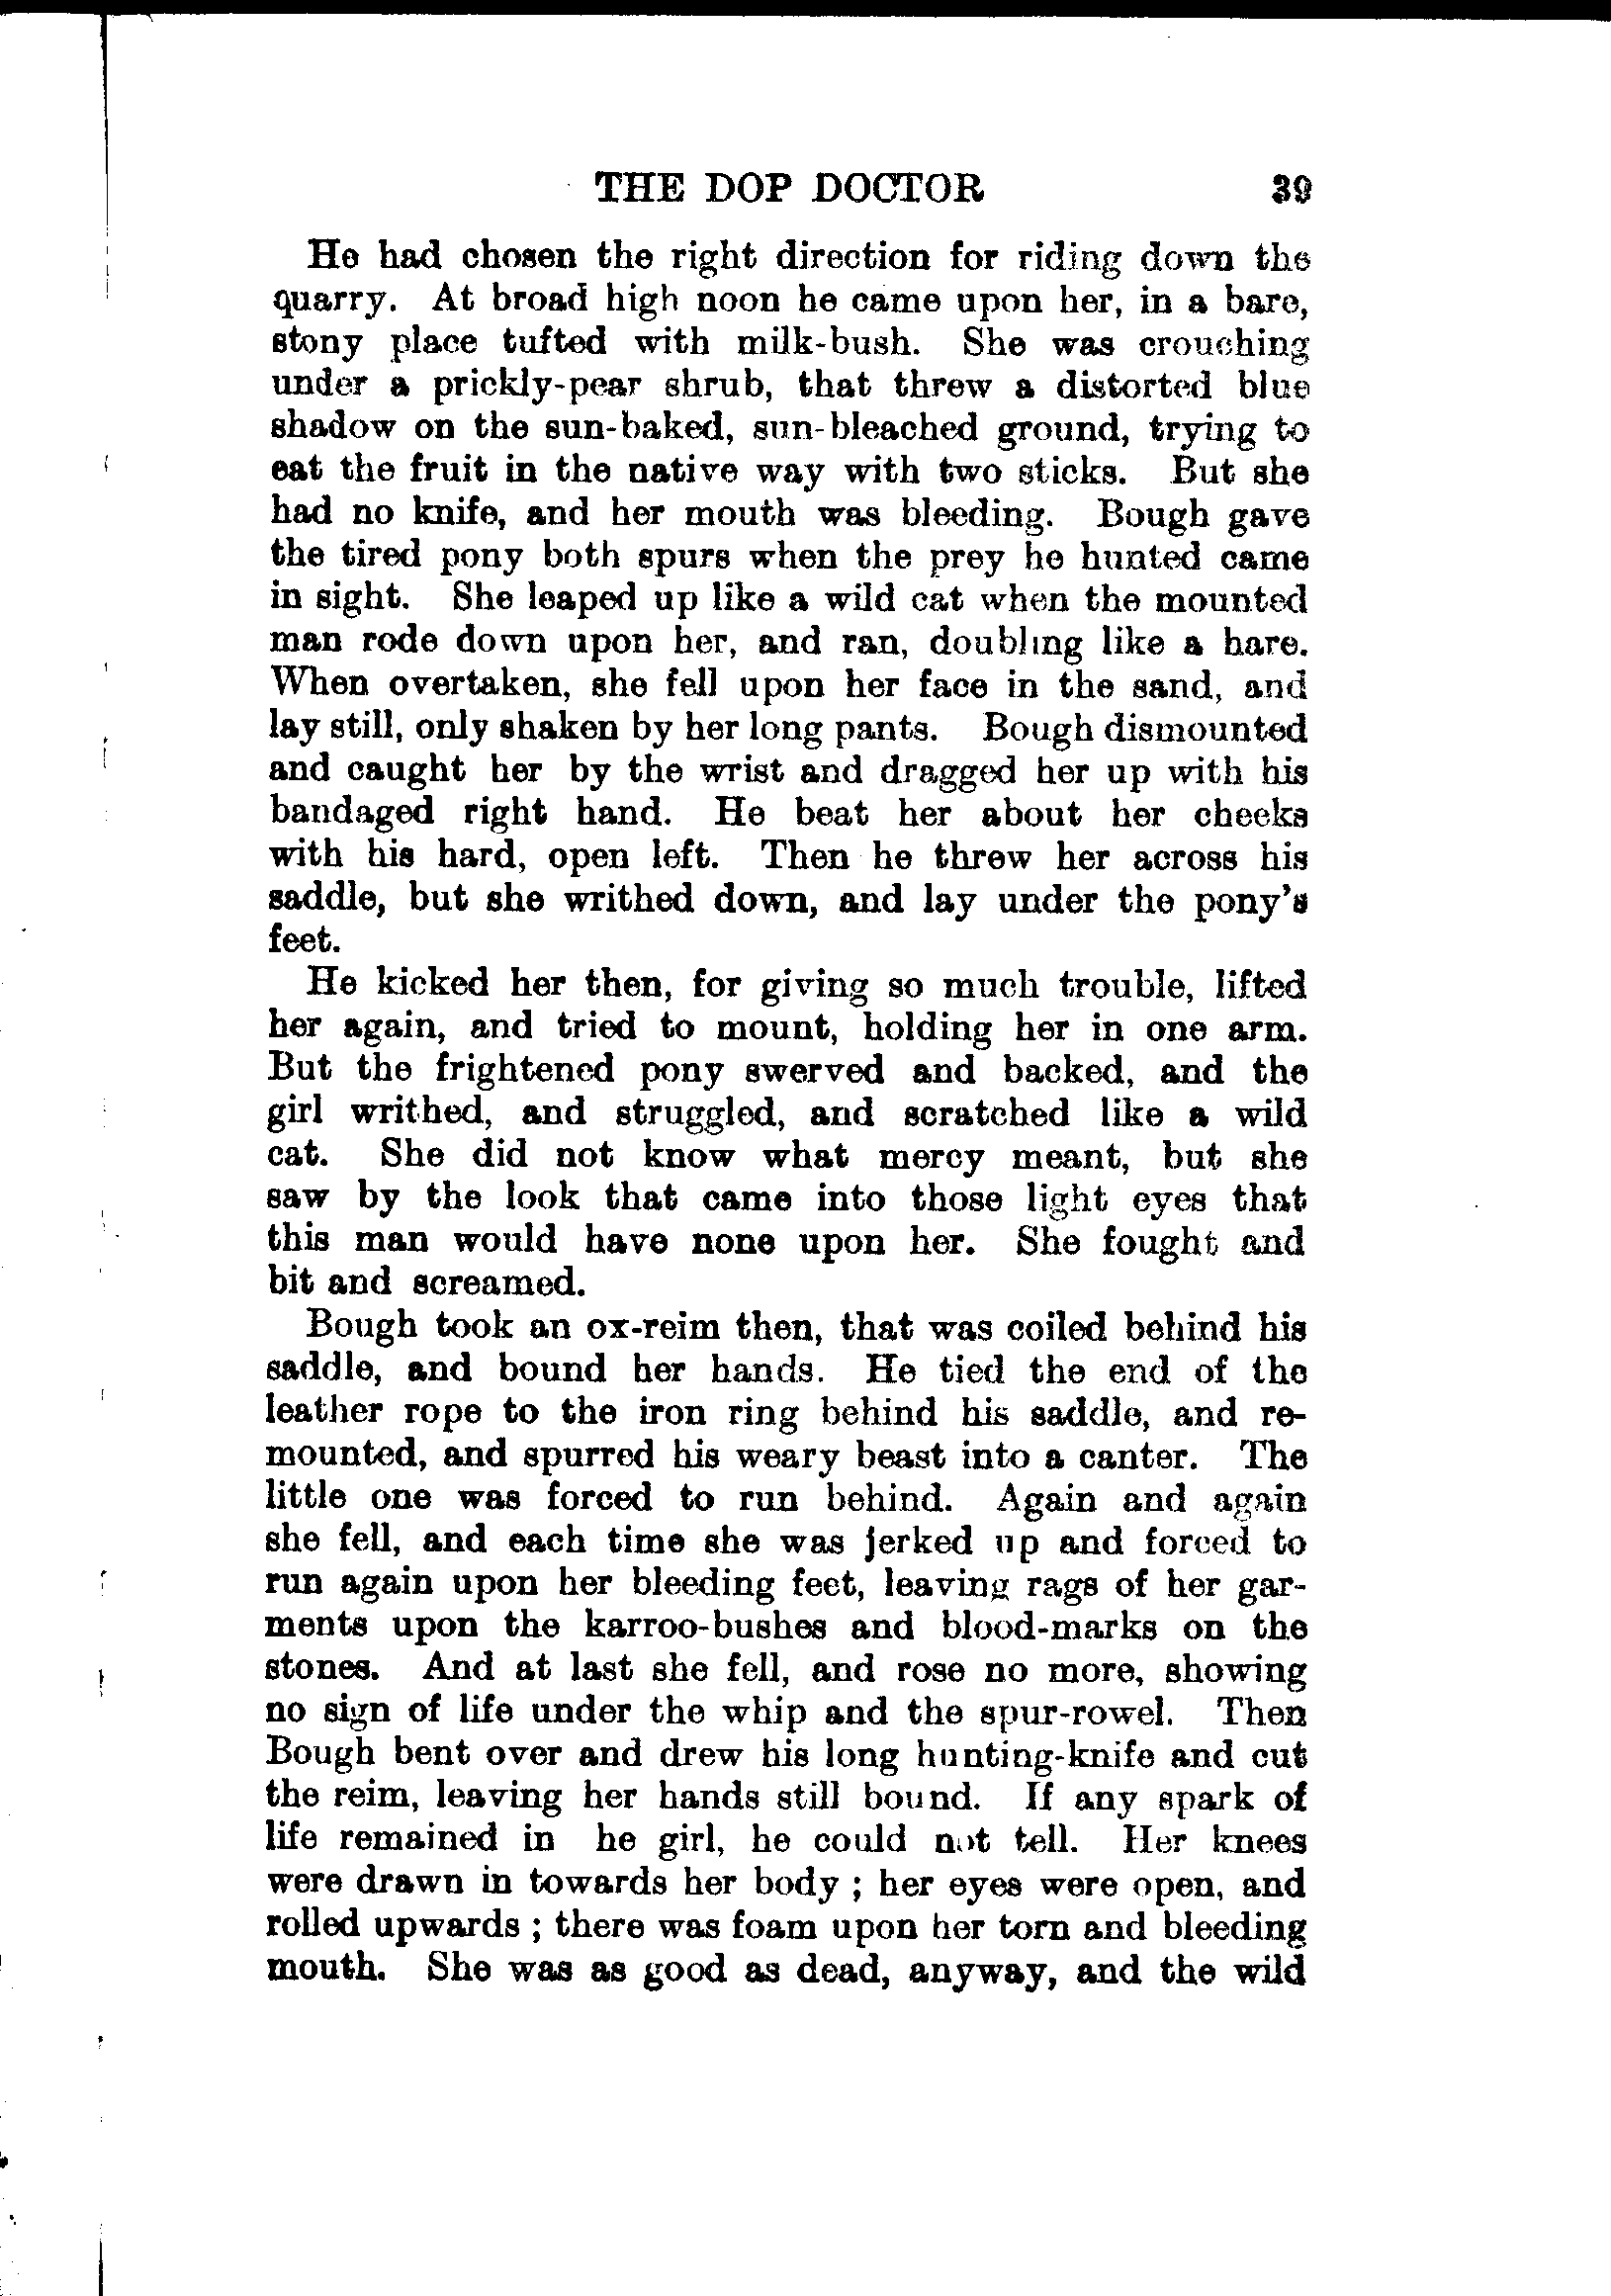 THE DOP DOCTOR 39
He had chosen the right direction for riding down the
quarry. At broad high noon he came upon her, in a bare,
stony place tufted with milk-bush. She was crouching
under a prickly-pear shrub, that threw a distorted blue
shadow on the sun-baked, sun-bleached ground, trying to
eat the fruit in the native way with two sticks. But she
had no knife, and her mouth was bleeding. Bough gave
the tired pony both spurs when the prey he hunted came
in sight. She leaped up like a wild cat when the mounted
man rode down upon her, and ran, doubling like a hare.
When overtaken, she fell upon her face in the sand, and
lay still, only shaken by her long pants. Bough dismounted
and caught her by the wrist and dragged her up with his
bandaged right hand. He beat her about her cheeks
with his hard, open left. Then he threw her across his
saddle, but she writhed down, and lay under the pony's
feet.
He kicked her then, for giving so much trouble, lifted
her again, and tried to mount, holding her in one arm.
But the frightened pony swerved and backed, and the
girl writhed, and struggled, and scratched like a wild
cat. She did not know what mercy meant, but she
saw by the look that came into those light eyes that
this man would have none upon her. She fought and
bit and screamed.
Bough took an ox-reim then, that was coiled behind his
saddle, and bound her hands. He tied the end of the
leather rope to the iron ring behind his saddle, and re-
mounted, and spurred his weary beast into a canter. The
little one was forced to run behind. Again and again
she fell, and each time she was jerked up and forced to
run again upon her bleeding feet, leaving rags of her gar-
ments upon the karroo-bushes and blood-marks on the
stones. And at last she fell, and rose no more, showing
no sign of life under the whip and the spur-rowel. Then
Bough bent over and drew his long hunting-knife and cut
the reim, leaving her hands still bound. If any spark of
life remained in he girl, he could not tell. Her knees
were drawn in towards her body ; her eyes were open, and
rolled upwards ; there was foam upon her torn and bleeding
mouth. She was as good as dead, anyway, and the wild